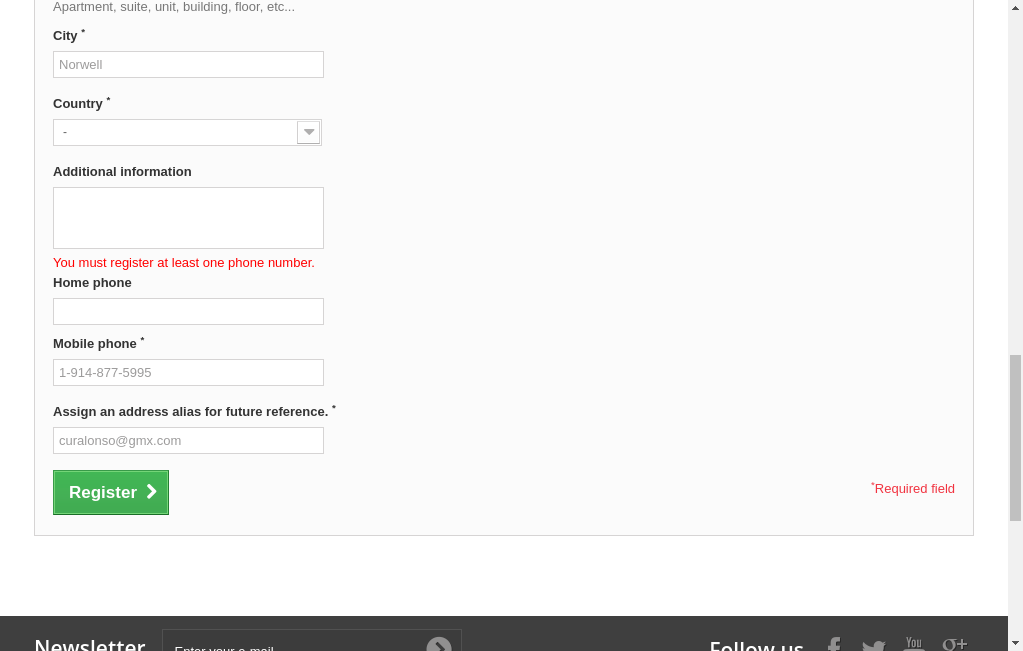 Apartment, suite, unit, building, floor, etc...
City *
Norwell
Country *
-
Additional information
You must register at least one phone number.
Home phone
Mobile phone *
1-914-877-5995
Assign an address alias for future reference. *
curalonso@gmx.com
Register
*Required field
Newsletter
Enter your e-mail
Follow us
You
g+